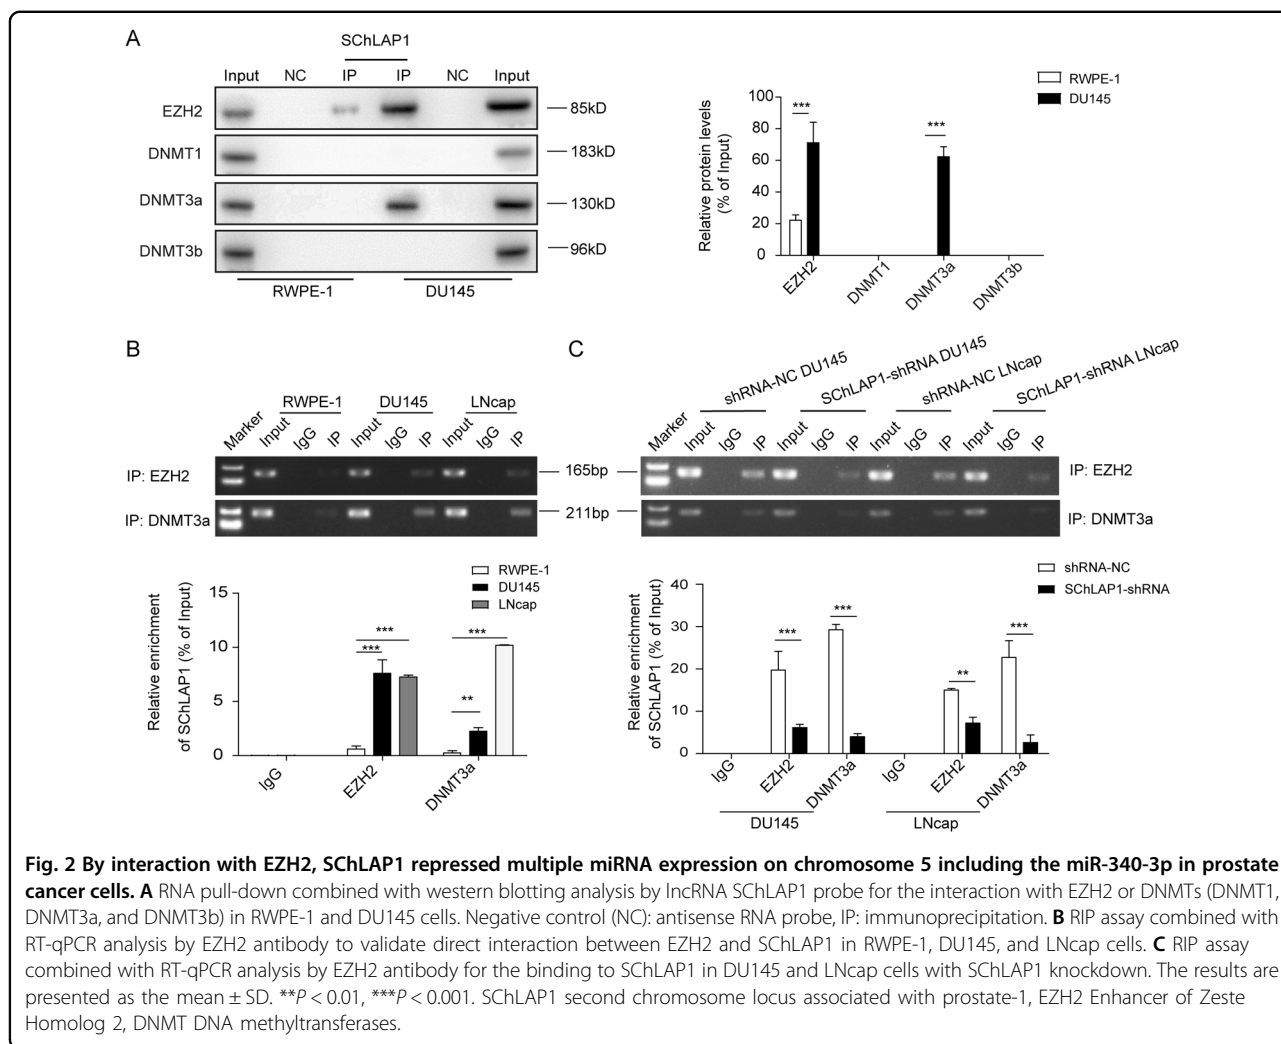 A
SChLAP1
Input NC IP IP NC Input
EZH2
85kD
DNMT1
183kD
DNMT3a
130kD
DNMT3b
96kD
RWPE-1 DU145
RWPE-1
DU145
Relative protein levels
(% of Input)
100
80
60
40
20
0
***
***
EZH2
DNMT1
DNMT3a
DNMT3b
B
RWPE-1 DU145 LNcap
Marker Input IgG IP Input IgG IP Input IgG IP
IP: EZH2
165bp
IP: DNMT3a
211bp
RWPE-1
DU145
LNcap
Relative enrichment
of SChLAP1 (% of Input)
15
10
5
0
***
***
***
**
IgG
EZH2
DNMT3a
C
shRNA-NC DU145
SChLAP1-shRNA DU145
shRNA-NC LNcap
SChLAP1-shRNA LNcap
Marker Input IgG IP Input IgG IP Input IgG IP Input IgG IP
IP: EZH2
IP: DNMT3a
shRNA-NC
SChLAP1-shRNA
Relative enrichment
of SChLAP1 (% of Input)
40
30
20
10
0
***
***
**
***
IgG
EZH2
DNMT3a
IgG
EZH2
DNMT3a
DU145
LNcap
Fig. 2 By interaction with EZH2, SChLAP1 repressed multiple miRNA expression on chromosome 5 including the miR-340-3p in prostate
cancer cells. A RNA pull-down combined with western blotting analysis by lncRNA SChLAP1 probe for the interaction with EZH2 or DNMTs (DNMT1,
DNMT3a, and DNMT3b) in RWPE-1 and DU145 cells. Negative control (NC): antisense RNA probe, IP: immunoprecipitation. B RIP assay combined with
RT-qPCR analysis by EZH2 antibody to validate direct interaction between EZH2 and SChLAP1 in RWPE-1, DU145, and LNcap cells. C RIP assay
combined with RT-qPCR analysis by EZH2 antibody for the binding to SChLAP1 in DU145 and LNcap cells with SChLAP1 knockdown. The results are
presented as the mean ± SD. **P < 0.01, ***P < 0.001. SChLAP1 second chromosome locus associated with prostate-1, EZH2 Enhancer of Zeste
Homolog 2, DNMT DNA methyltransferases.